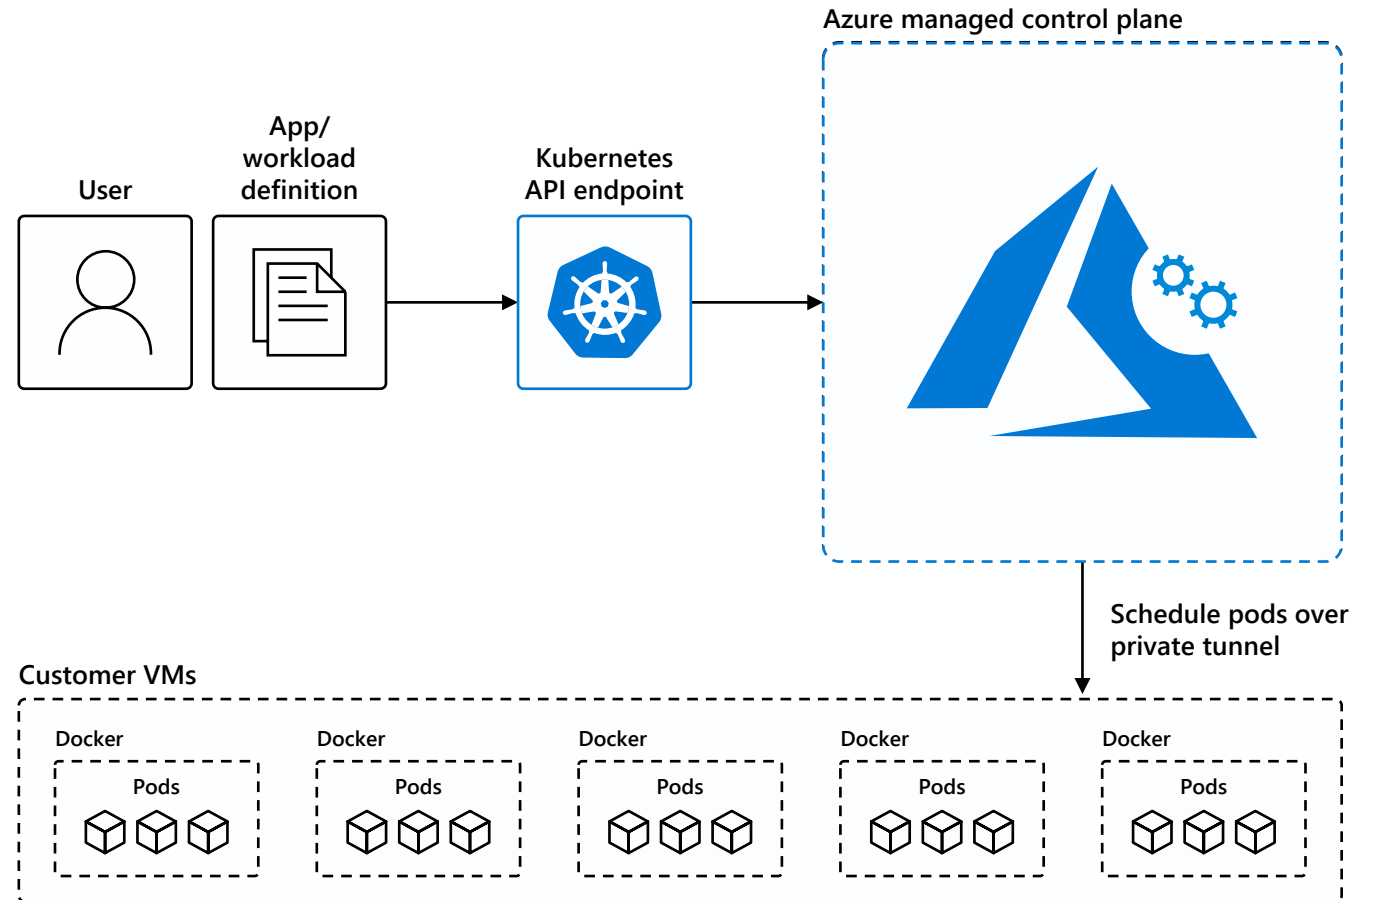 Azure managed control plane
App/
workload
definition
User
Kubernetes
API endpoint
Schedule pods over
private tunnel
Customer VMs
Docker
Docker
Docker
Docker
Docker
Pods
Pods
Pods
Pods
Pods